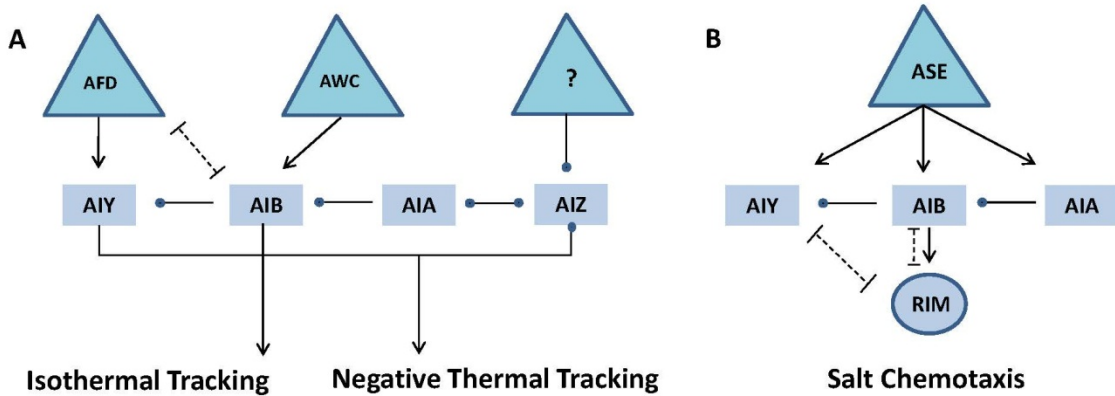 A
AFD
AWC
?
AIY
AIB
AIA
AIZ
Isothermal Tracking
Negative Thermal Tracking
B
ASE
AIY
AIB
AIA
RIM
Salt Chemotaxis